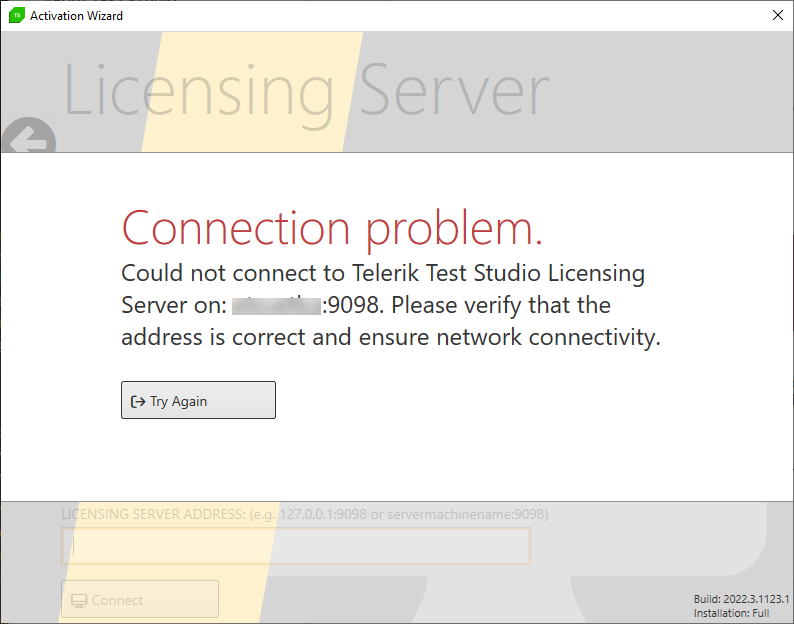 TS Activation Wizard
Licensing Server
Connection problem.
Could not connect to Telerik Test Studio Licensing
Server on: :9098. Please verify that the
address is correct and ensure network connectivity.
Try Again
LICENSING SERVER ADDRESS: (e.g. 127.0.0.1:9098 or servermachinename:9098)
Connect
Build: 2022.3.1123.1
Installation: Full